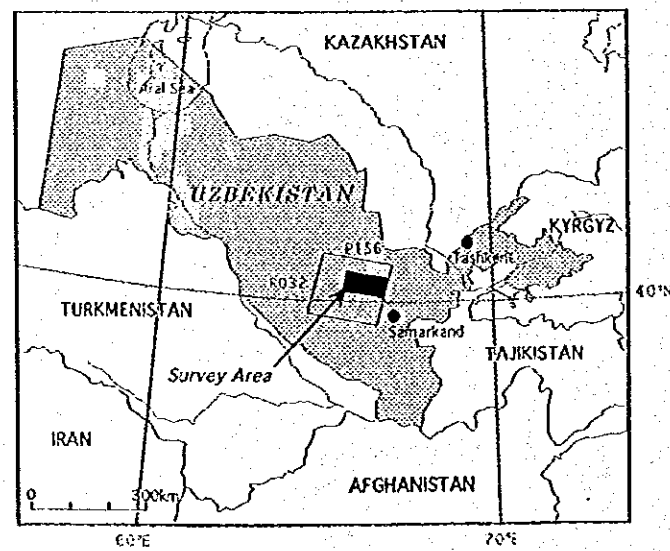 KAZAKHSTAN
Aral Sea
UZBEKISTAN
KYRGYZ
P156
Tashkent
R032
40°N
TURKMENISTAN
Samarkand
TAJIKISTAN
Survey Area
IRAN
AFGHANISTAN
0 300km
60°E
70°E